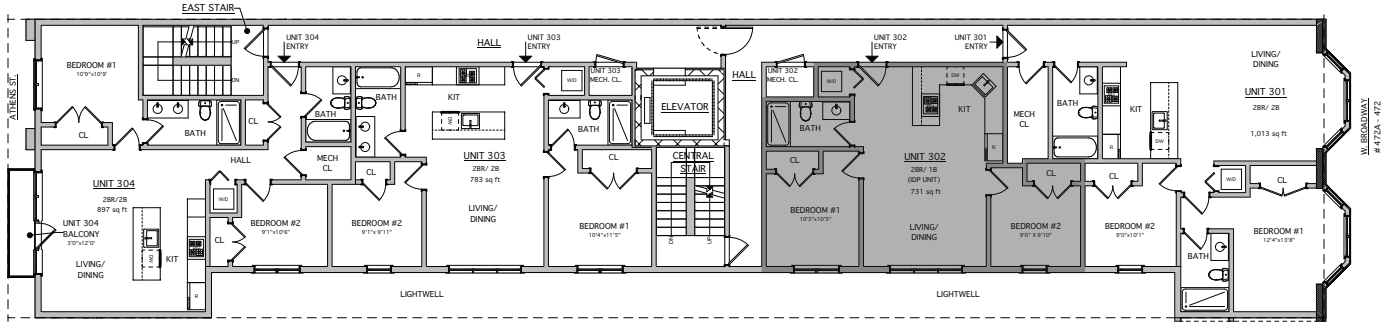 EAST STAIR
UP
DN
BEDROOM #1
10'9"x10'9"
ATHENS ST.
CL
BATH
CL
HALL
UNIT 304
2BR/2B
897 sq ft
UNIT 304
BALCONY
3'0"x12'0"
LIVING/
DINING
DW
KIT
R
W/D
CL
BEDROOM #2
9'1"x10'6"
MECH
CL
BATH
UNIT 304
ENTRY
HALL
UNIT 303
ENTRY
BATH
CL
BEDROOM #2
9'1"x 9'11"
R
KIT
DW
UNIT 303
2BR/ 2B
783 sq ft
LIVING/
DINING
W/D
UNIT 303
MECH. CL.
BATH
CL
BEDROOM #1
10'4"x11'5"
ELEVATOR
HALL
CENTRAL
STAIR
DN
UP
UNIT 302
MECH. CL.
W/D
BATH
CL
BEDROOM #1
10'3"x10'3"
UNIT 302
ENTRY
DW
KIT
R
UNIT 302
2BR/ 1B
(IDP UNIT)
731 sq ft
LIVING/
DINING
CL
BEDROOM #2
9'0" X 9'10"
UNIT 301
ENTRY
MECH
CL
BATH
KIT
DW
R
CL
BEDROOM #2
9'0"x10'1"
W/D
BATH
CL
BEDROOM #1
12'4"x13'8"
LIVING/
DINING
UNIT 301
2BR/ 2B
1,013 sq ft
W. BROADWAY
# 472A - 472
LIGHTWELL
LIGHTWELL